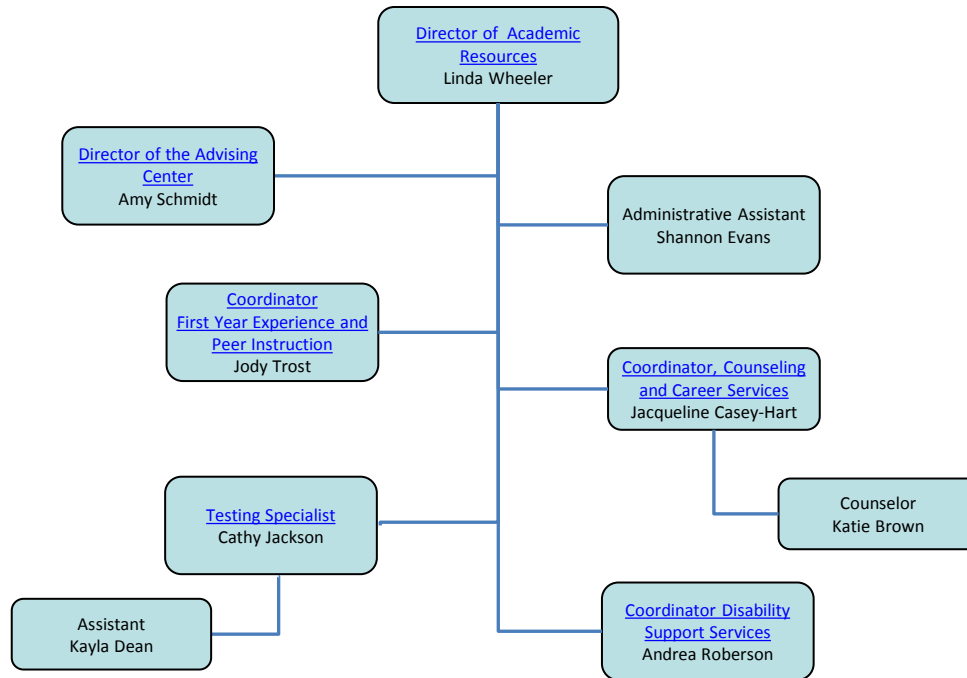 Director of Academic
Resources
Linda Wheeler
Director of the Advising
Center
Amy Schmidt
Administrative Assistant
Shannon Evans
Coordinator
First Year Experience and
Peer Instruction
Jody Trost
Coordinator, Counseling
and Career Services
Jacqueline Casey-Hart
Testing Specialist
Cathy Jackson
Counselor
Katie Brown
Assistant
Kayla Dean
Coordinator Disability
Support Services
Andrea Roberson